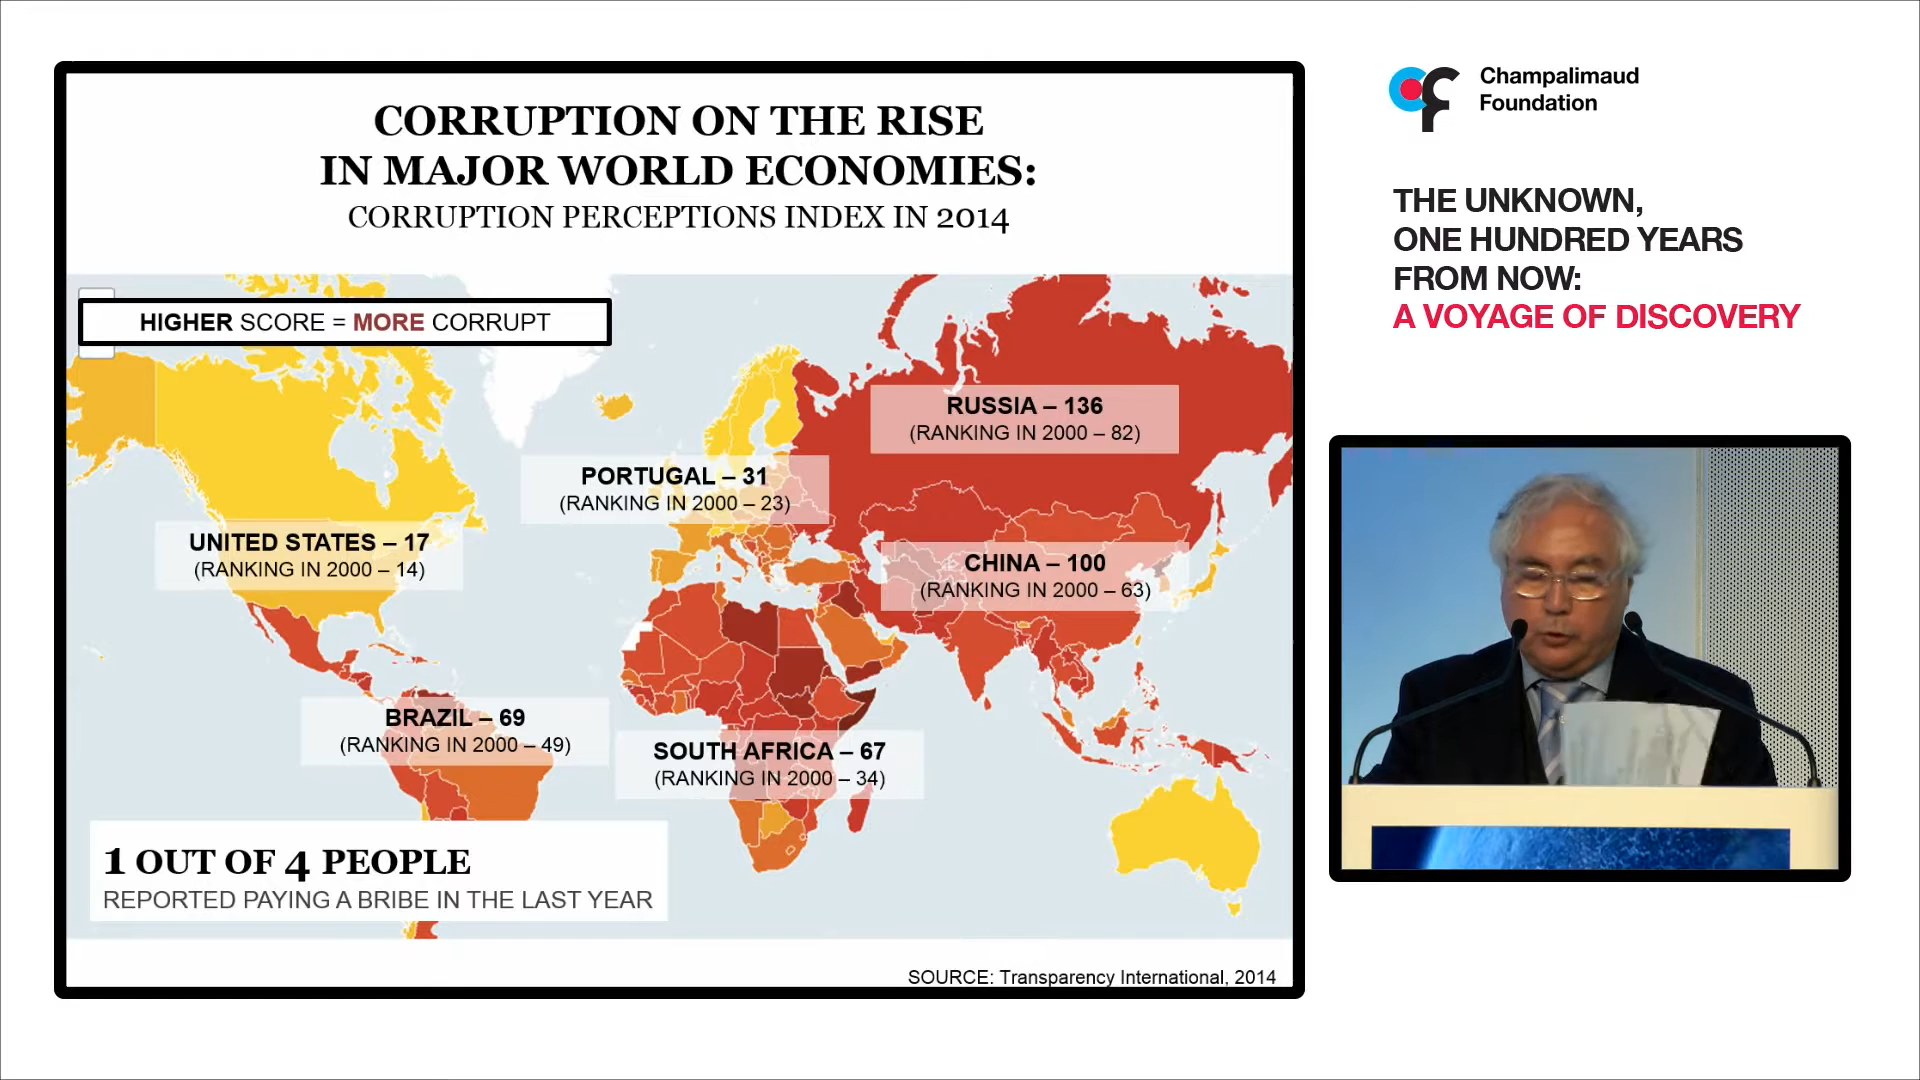 CORRUPTION ON THE RISE
IN MAJOR WORLD ECONOMIES:
CORRUPTION PERCEPTIONS INDEX IN 2014
HIGHER SCORE = MORE CORRUPT
RUSSIA – 136
(RANKING IN 2000 – 82)
PORTUGAL – 31
(RANKING IN 2000 – 23)
UNITED STATES – 17
(RANKING IN 2000 – 14)
CHINA – 100
(RANKING IN 2000 – 63)
BRAZIL – 69
(RANKING IN 2000 – 49)
SOUTH AFRICA – 67
(RANKING IN 2000 – 34)
1 OUT OF 4 PEOPLE
REPORTED PAYING A BRIBE IN THE LAST YEAR
SOURCE: Transparency International, 2014
Champalimaud
Foundation
THE UNKNOWN,
ONE HUNDRED YEARS
FROM NOW:
A VOYAGE OF DISCOVERY